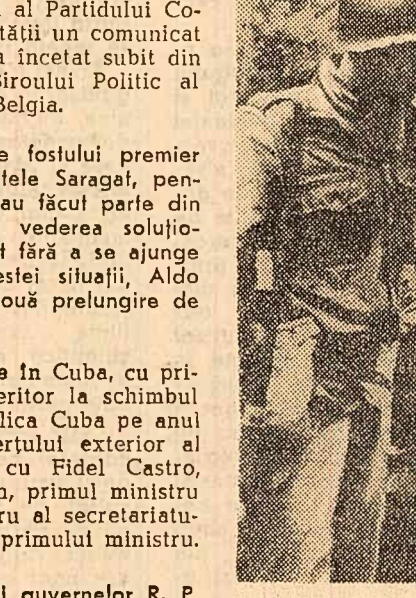 al Partidului Co-
tății un comunicat
a încetat subit din
Biroului Politic al
Belgia.
e fostului premier
tele Saragat, pen-
au făcut parte din
vederea soluțio-
t fără a se ajunge
estei situații, Aldo
ouă prelungire de
e în Cuba, cu pri-
eritor la schimbul
lica Cuba pe anul
erțului exterior al
cu Fidel Castro,
n, primul ministru
ru al secretariatu-
primului ministru.
i guvernelor R. P.